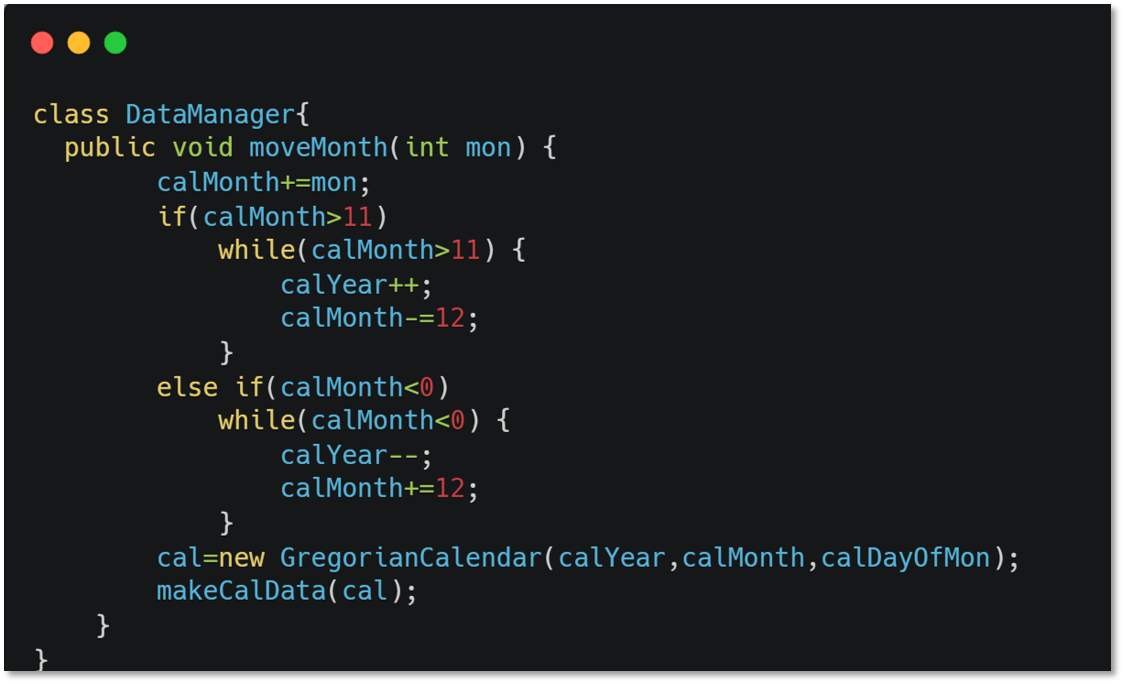 class DataManager{
  public void moveMonth(int mon) {
        calMonth+=mon;
        if(calMonth>11)
            while(calMonth>11) {
                calYear++;
                calMonth-=12;
            }
        else if(calMonth<0)
            while(calMonth<0) {
                calYear--;
                calMonth+=12;
            }
        cal=new GregorianCalendar(calYear,calMonth,calDayOfMon);
        makeCalData(cal);
    }
}